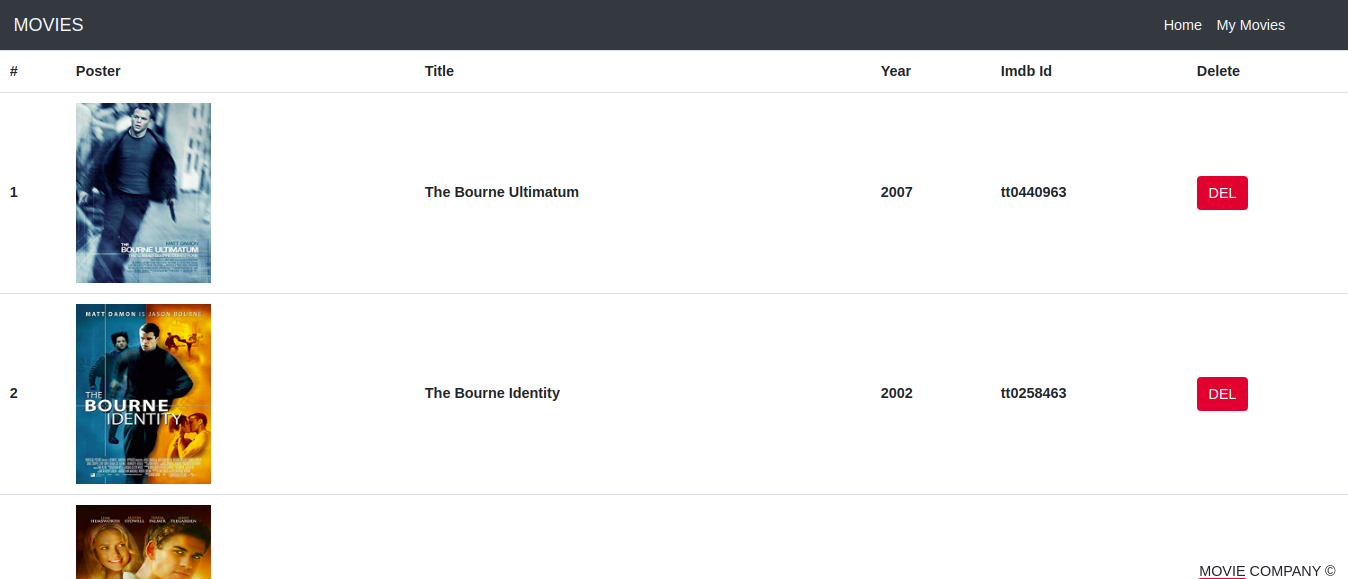 MOVIES Home My Movies
# Poster Title Year Imdb Id Delete
MATT DAMON
THE
BOURNE ULTIMATUM
1 The Bourne Ultimatum 2007 tt0440963 DEL
MATT DAMON IS JASON BOURNE
THE
BOURNE
IDENTITY
2 The Bourne Identity 2002 tt0258463 DEL
HEMSWORTH PALMER
MOVIE COMPANY ©